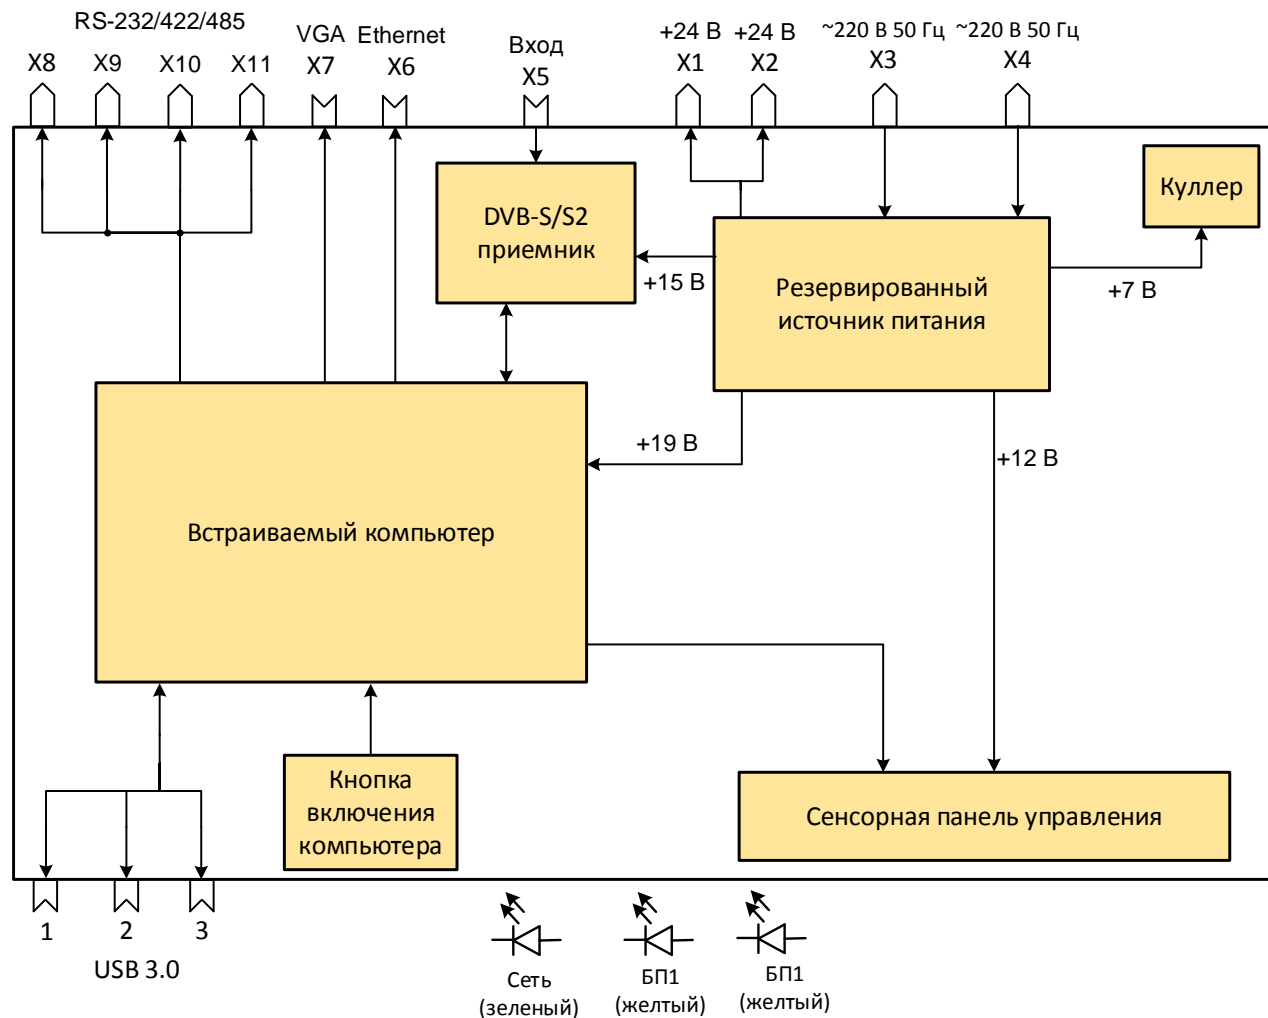 RS-232/422/485
VGA
Ethernet
Вход
+24 В
+24 В
~220 В 50 Гц
~220 В 50 Гц
X8
X9
X10
X11
X7
X6
X5
X1
X2
X3
X4
Куллер
DVB-S/S2
приемник
+15 В
Резервированный
источник питания
+7 В
+19 В
+12 В
Встраиваемый компьютер
Кнопка
включения
компьютера
Сенсорная панель управления
1
2
3
USB 3.0
Сеть
(зеленый)
БП1
(желтый)
БП1
(желтый)